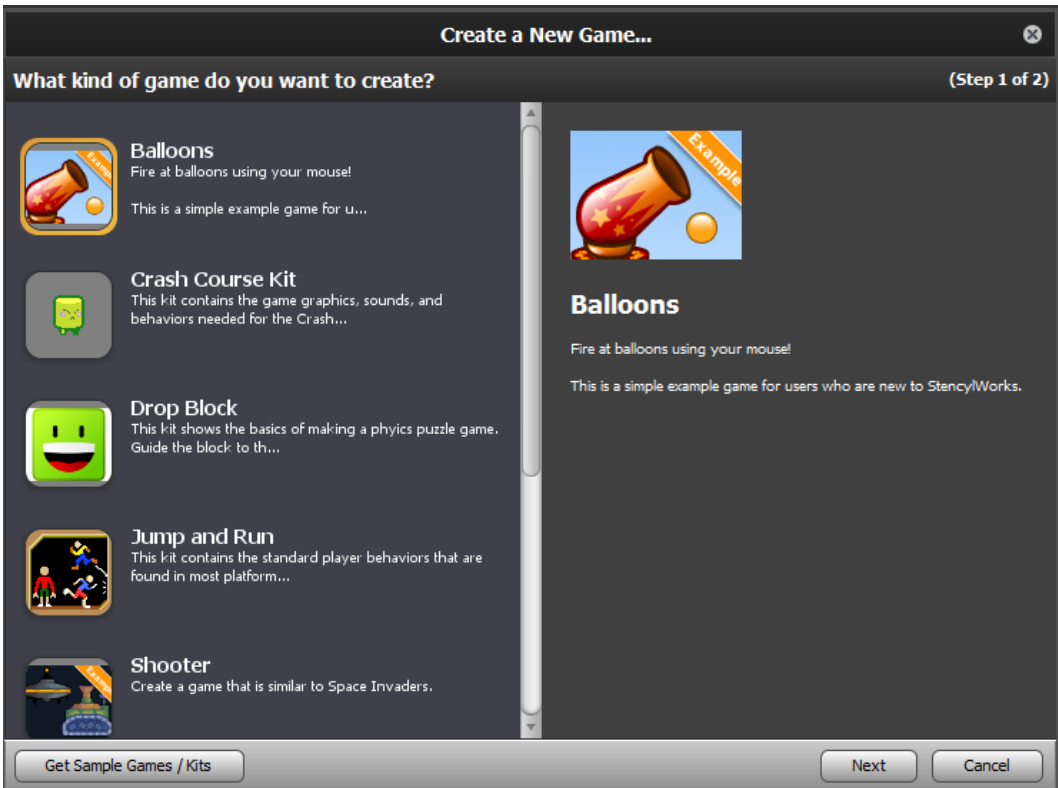 Create a New Game...
What kind of game do you want to create?
(Step 1 of 2)
Balloons
Fire at balloons using your mouse!
This is a simple example game for u...
Example
Crash Course Kit
This kit contains the game graphics, sounds, and
behaviors needed for the Crash...
Drop Block
This kit shows the basics of making a phyics puzzle game.
Guide the block to th...
Jump and Run
This kit contains the standard player behaviors that are
found in most platform...
Shooter
Create a game that is similar to Space Invaders.
Example
Example
Balloons
Fire at balloons using your mouse!
This is a simple example game for users who are new to StencylWorks.
Get Sample Games / Kits
Next
Cancel